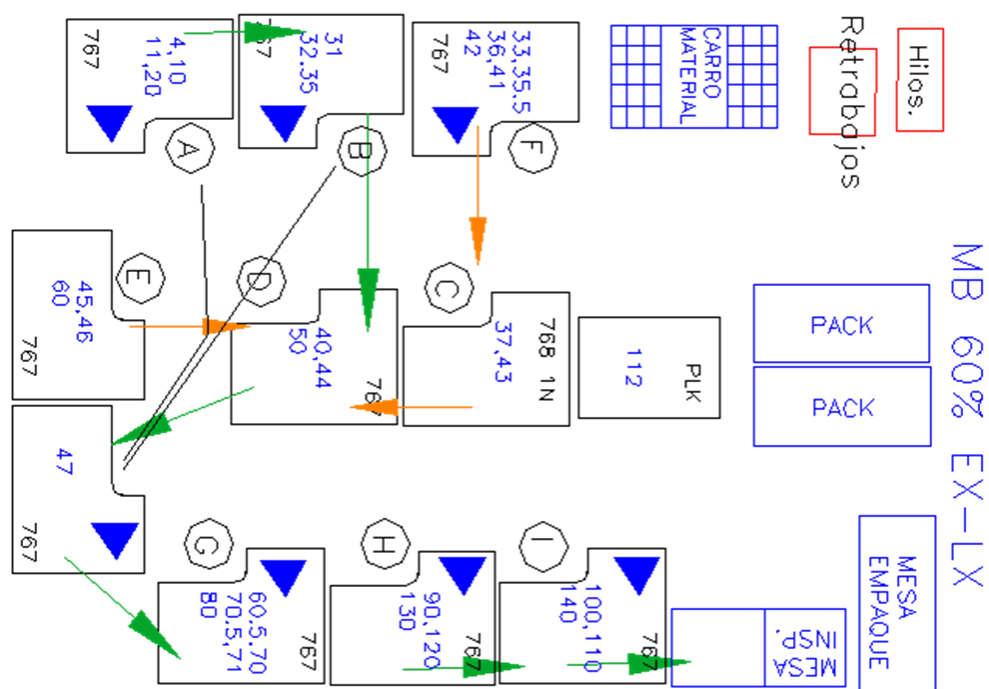 4,10
11,20
767
A
31
32.35
767
B
33,35.5
36,41
42
767
F
CARRO
MATERIAL
Retrabajos
Hilos.
MB 60% EX-LX
45,46
60
767
E
D
40,44
50
767
C
768 1N
37,43
PLK
112
PACK
PACK
47
767
G
60.5.70
70.5,71
80
767
H
90,120
130
767
I
100,110
140
767
MESA
INSP.
MESA
EMPAQUE